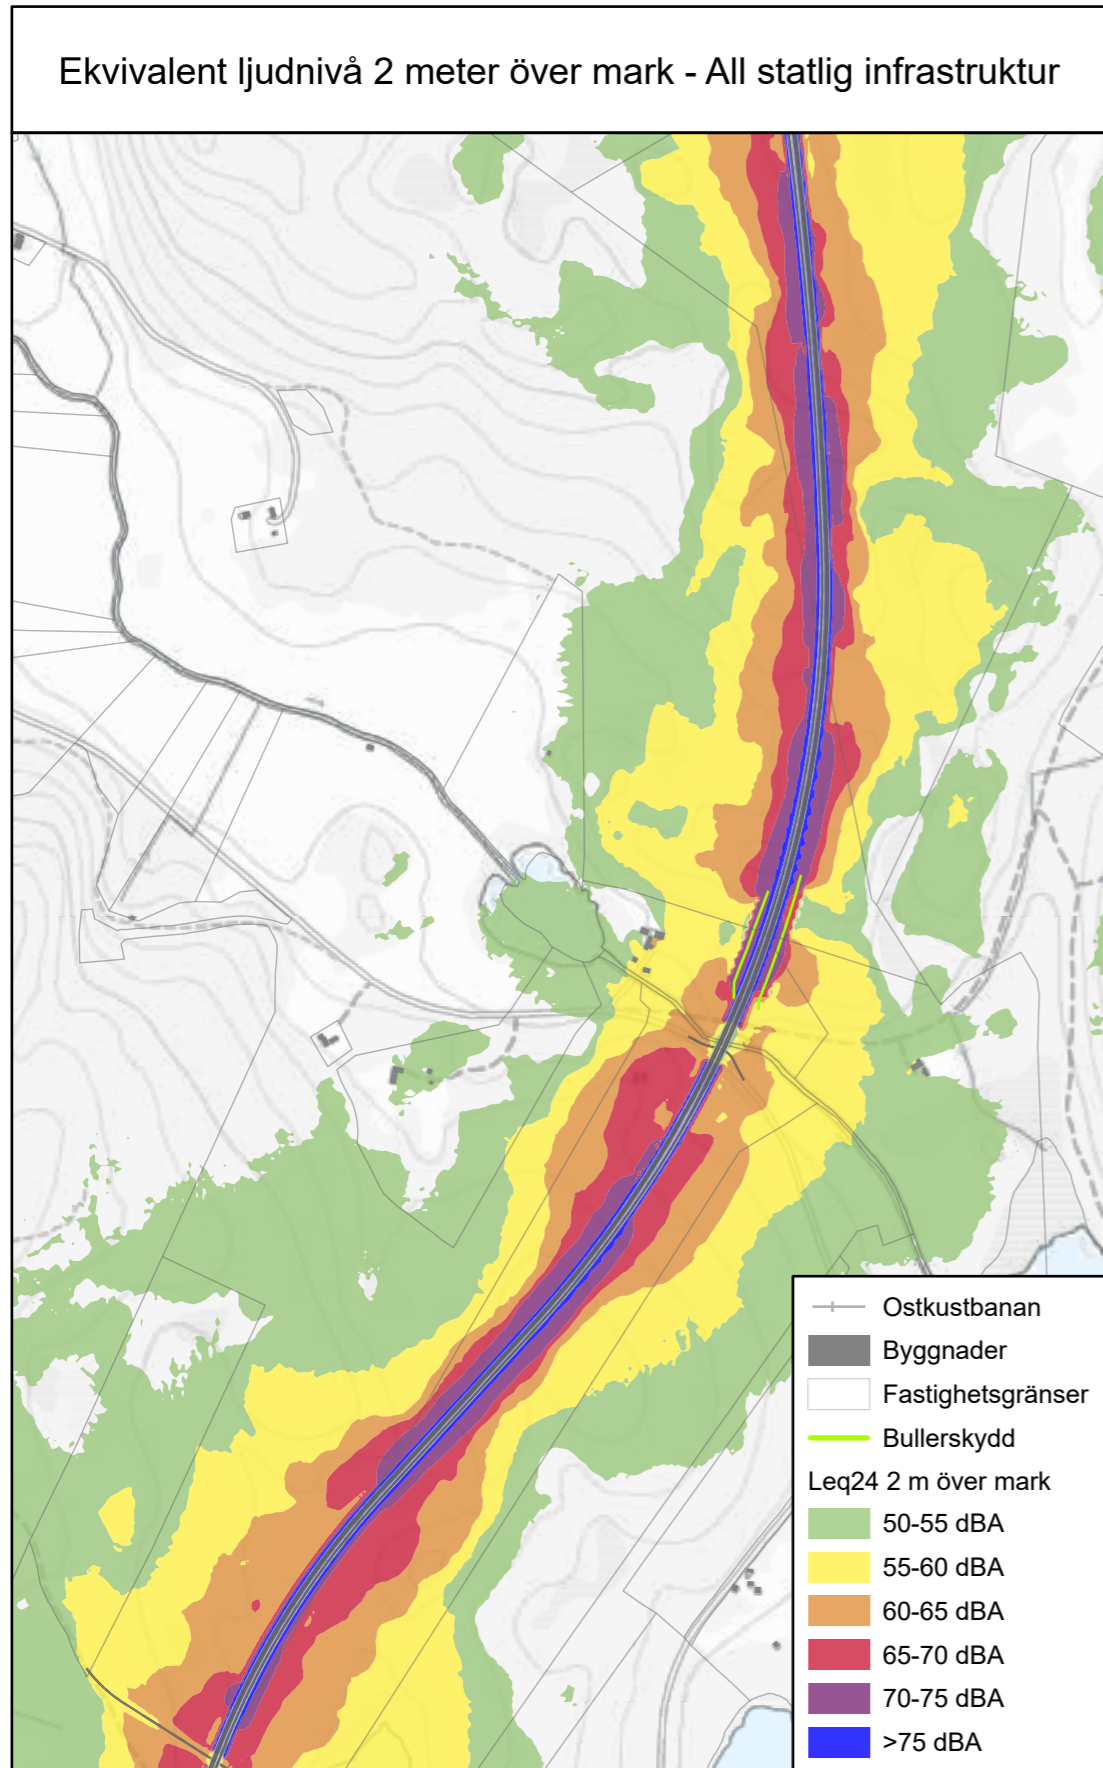 Ekvivalent ljudnivå 2 meter över mark - All statlig infrastruktur
Ostkustbanan
Byggnader
Fastighetsgränser
Bullerskydd
Leq24 2 m över mark
50-55 dBA
55-60 dBA
60-65 dBA
65-70 dBA
70-75 dBA
>75 dBA